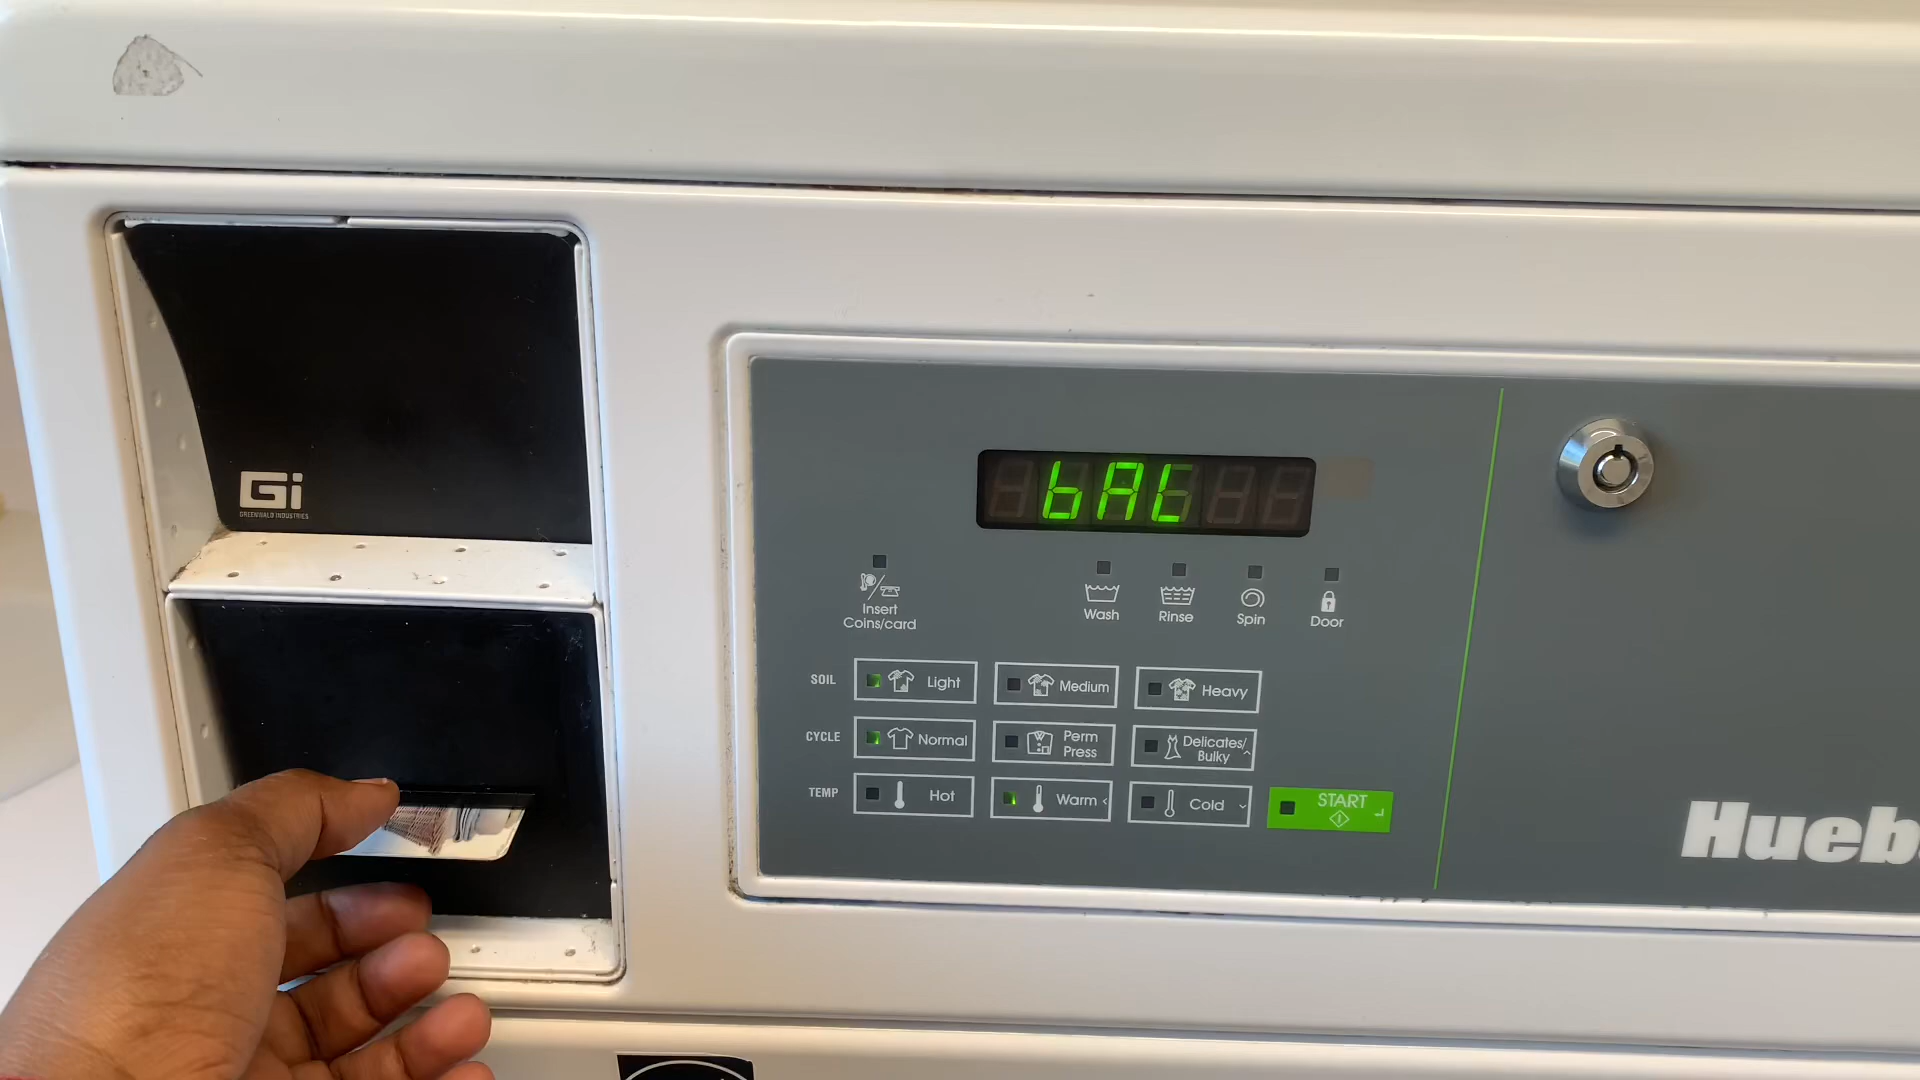 Gi
GREENWALD INDUSTRIES
bAL
Insert
Coins/card
Wash
Rinse
Spin
Door
SOIL
Light
Medium
Heavy
CYCLE
Normal
Perm
Press
Delicates/
Bulky
TEMP
Hot
Warm
Cold
START
Hueb